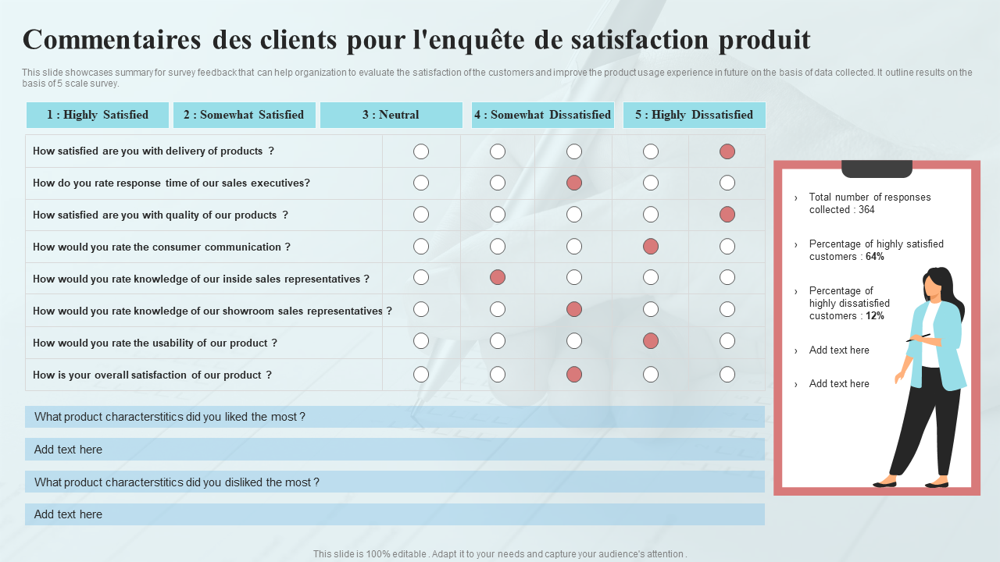 Commentaires des clients pour l'enquête de satisfaction produit
This slide showcases summary for survey feedback that can help organization to evaluate the satisfaction of the customers and improve the product usage experience in future on the basis of data collected. It outline results on the
basis of 5 scale survey.
1 : Highly Satisfied
2 : Somewhat Satisfied
3 : Neutral
4 : Somewhat Dissatisfied
5 : Highly Dissatisfied
How satisfied are you with delivery of products ?
How do you rate response time of our sales executives?
How satisfied are you with quality of our products ?
How would you rate the consumer communication ?
How would you rate knowledge of our inside sales representatives ?
How would you rate knowledge of our showroom sales representatives ?
How would you rate the usability of our product ?
How is your overall satisfaction of our product ?
What product characterstitics did you liked the most ?
Add text here
What product characterstitics did you disliked the most ?
Add text here
› Total number of responses
collected : 364
› Percentage of highly satisfied
customers : 64%
› Percentage of
highly dissatisfied
customers : 12%
› Add text here
› Add text here
This slide is 100% editable. Adapt it to your needs and capture your audience's attention.